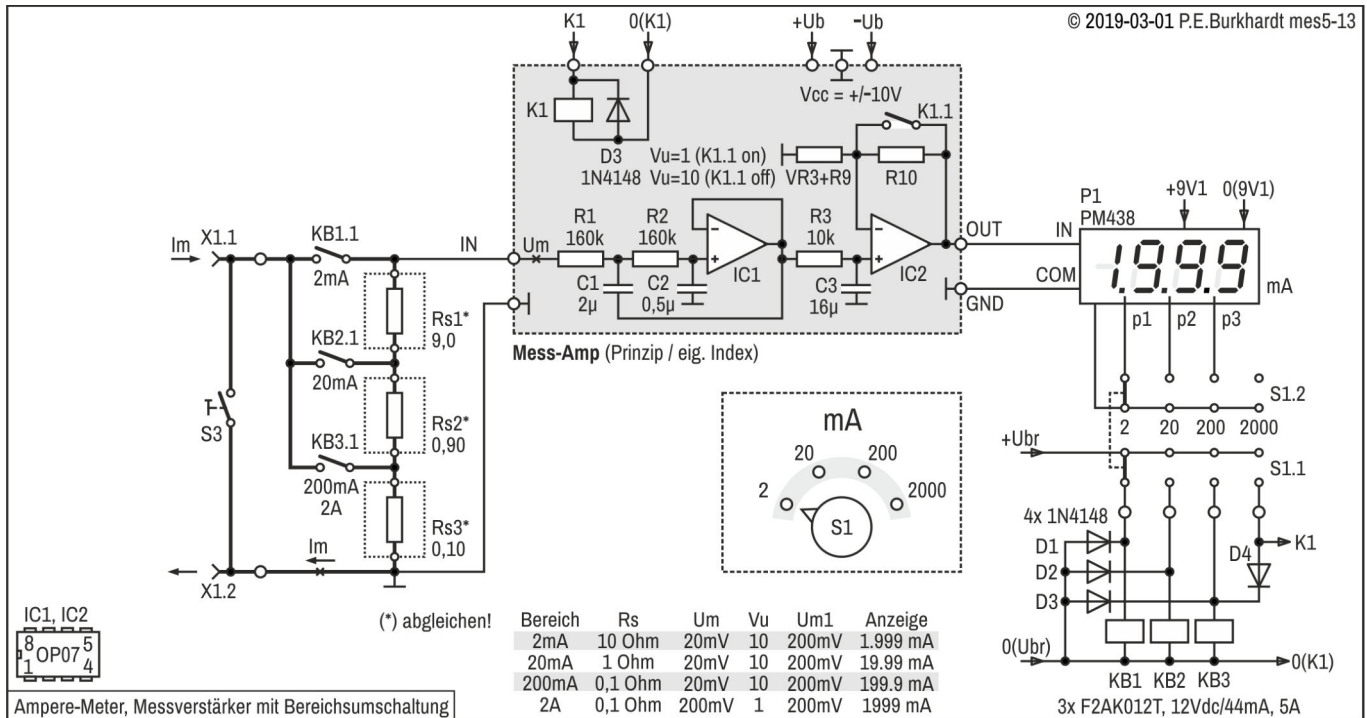 K1 0(K1) +Ub -Ub © 2019-03-01 P.E.Burkhardt mes5-13
Vcc = +/-10V
K1 K1.1
D3 Vu=1 (K1.1 on)
1N4148 Vu=10 (K1.1 off) VR3+R9 R10
P1 +9V1 0(9V1)
PM438
Im X1.1 KB1.1 IN Um R1 R2 R3 OUT IN
160k 160k 10k
2mA - + IC1 - + IC2 COM 1.9.9.9 mA
C1 C2 C3 GND
2µ 0,5µ 16µ
Rs1* p1 p2 p3
9,0
Mess-Amp (Prinzip / eig. Index)
KB2.1
20mA
S3 Rs2*
0,90
KB3.1
200mA
2A
Rs3*
0,10
Im
X1.2
mA
2 20 200 2000
S1
S1.2
2 20 200 2000
+Ubr
S1.1
4x 1N4148
D1 D4 K1
D2
D3
0(Ubr) 0(K1)
KB1 KB2 KB3
3x F2AK012T, 12Vdc/44mA, 5A
(*) abgleichen!
Bereich Rs Um Vu Um1 Anzeige
2mA 10 Ohm 20mV 10 200mV 1.999 mA
20mA 1 Ohm 20mV 10 200mV 19.99 mA
200mA 0,1 Ohm 20mV 10 200mV 199.9 mA
2A 0,1 Ohm 200mV 1 200mV 1999 mA
IC1, IC2
8 5
OP07
1 4
Ampere-Meter, Messverstärker mit Bereichsumschaltung